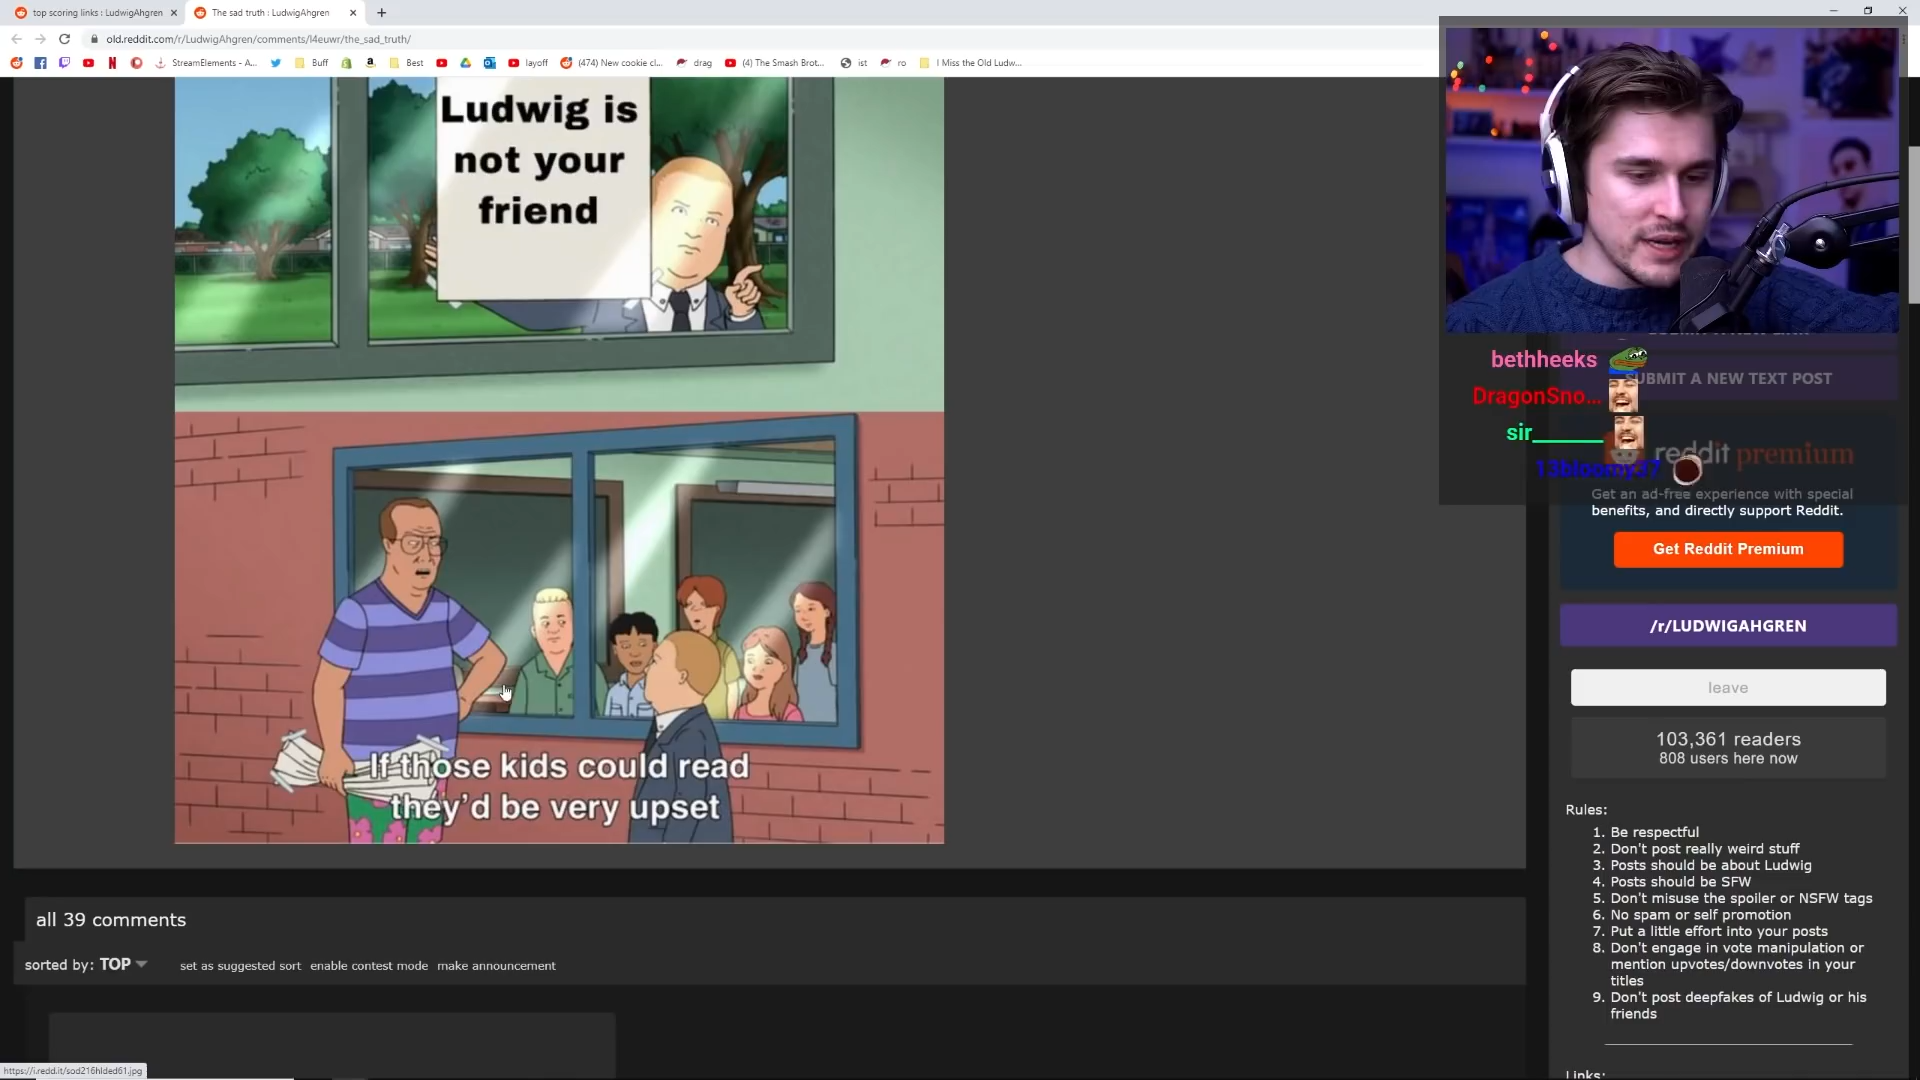 top scoring links : LudwigAhgren
The sad truth : LudwigAhgren
old.reddit.com/r/LudwigAhgren/comments/l4euwr/the_sad_truth/
StreamElements - A...
Buff
Best
layoff
(474) New cookie cl...
drag
(4) The Smash Brot...
ist
ro
I Miss the Old Ludw...
Ludwig is
not your
friend
If those kids could read
they'd be very upset
bethheeks
DragonSno...
sir______
13bloomy37
SUBMIT A NEW TEXT POST
reddit premium
Get an ad-free experience with special
benefits, and directly support Reddit.
Get Reddit Premium
/r/LUDWIGAHGREN
leave
103,361 readers
808 users here now
Rules:
1. Be respectful
2. Don't post really weird stuff
3. Posts should be about Ludwig
4. Posts should be SFW
5. Don't misuse the spoiler or NSFW tags
6. No spam or self promotion
7. Put a little effort into your posts
8. Don't engage in vote manipulation or
mention upvotes/downvotes in your
titles
9. Don't post deepfakes of Ludwig or his
friends
Links:
all 39 comments
sorted by: TOP
set as suggested sort enable contest mode make announcement
https://i.redd.it/sod216hlded61.jpg